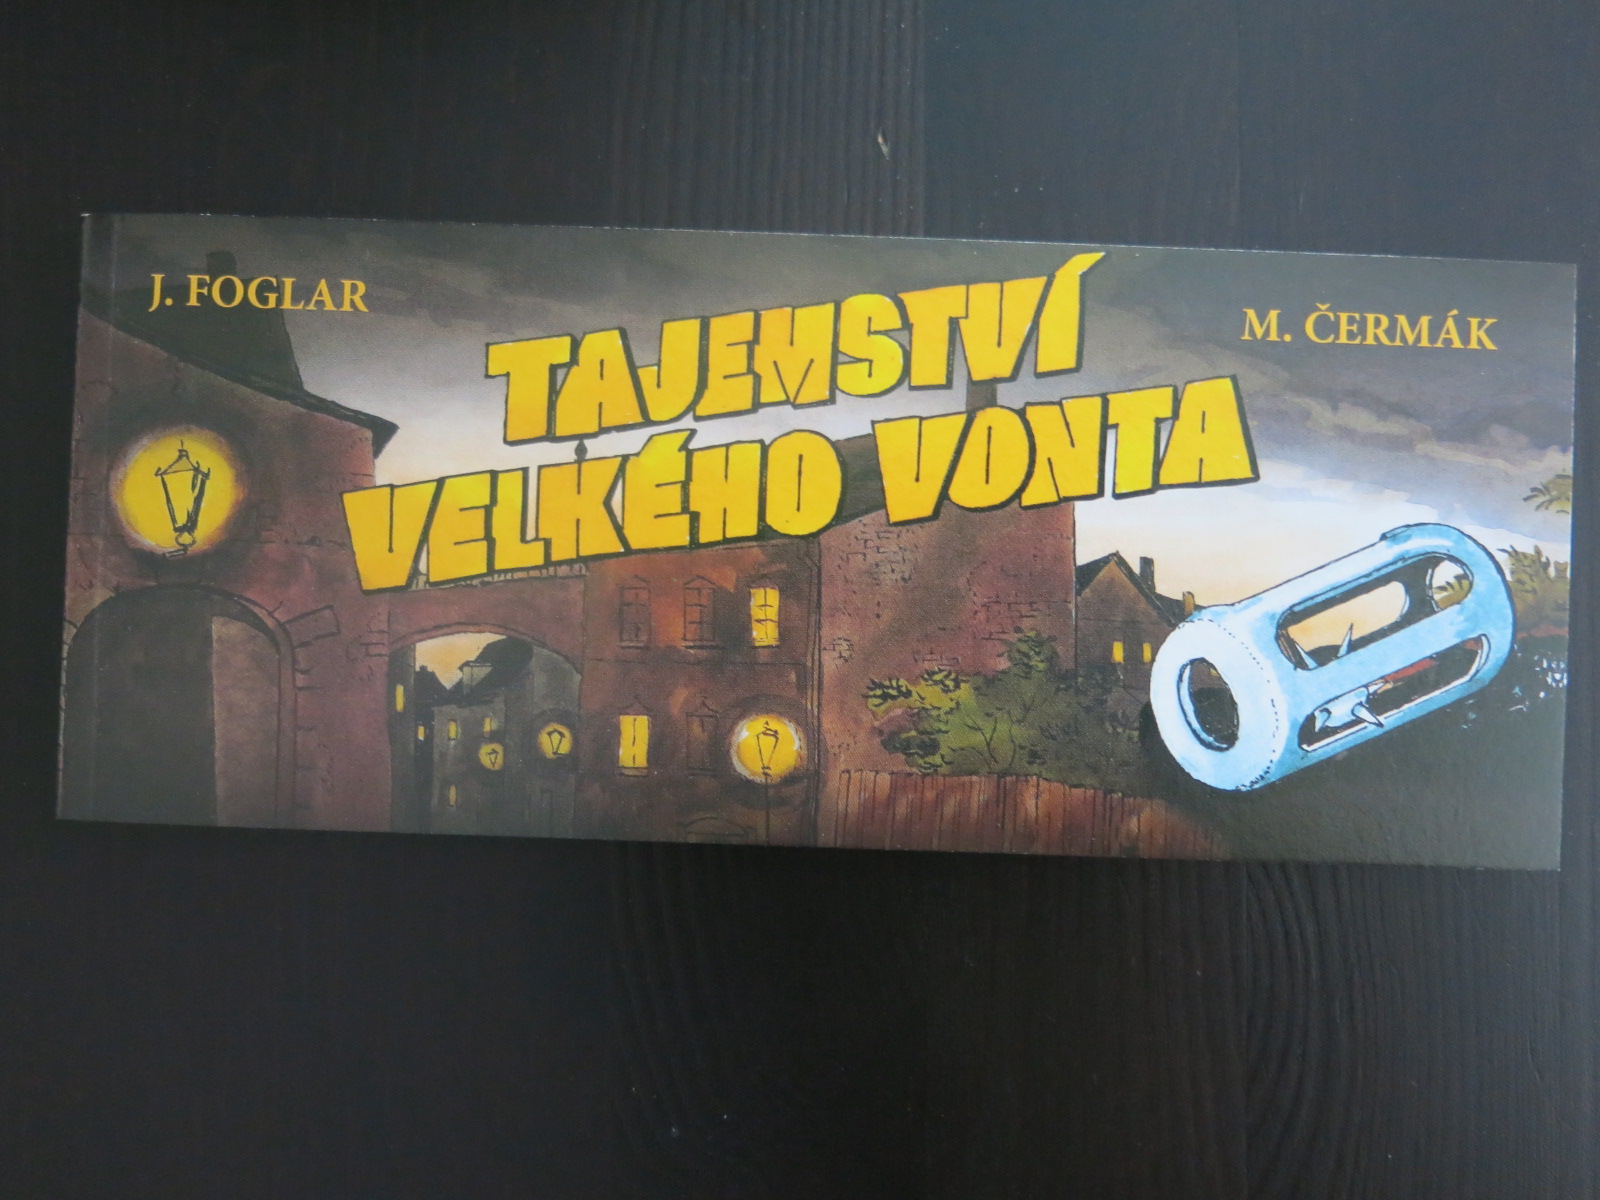 J. FOGLAR
TAJEMSTVÍ
VELKÉHO VONTA
M. ČERMÁK